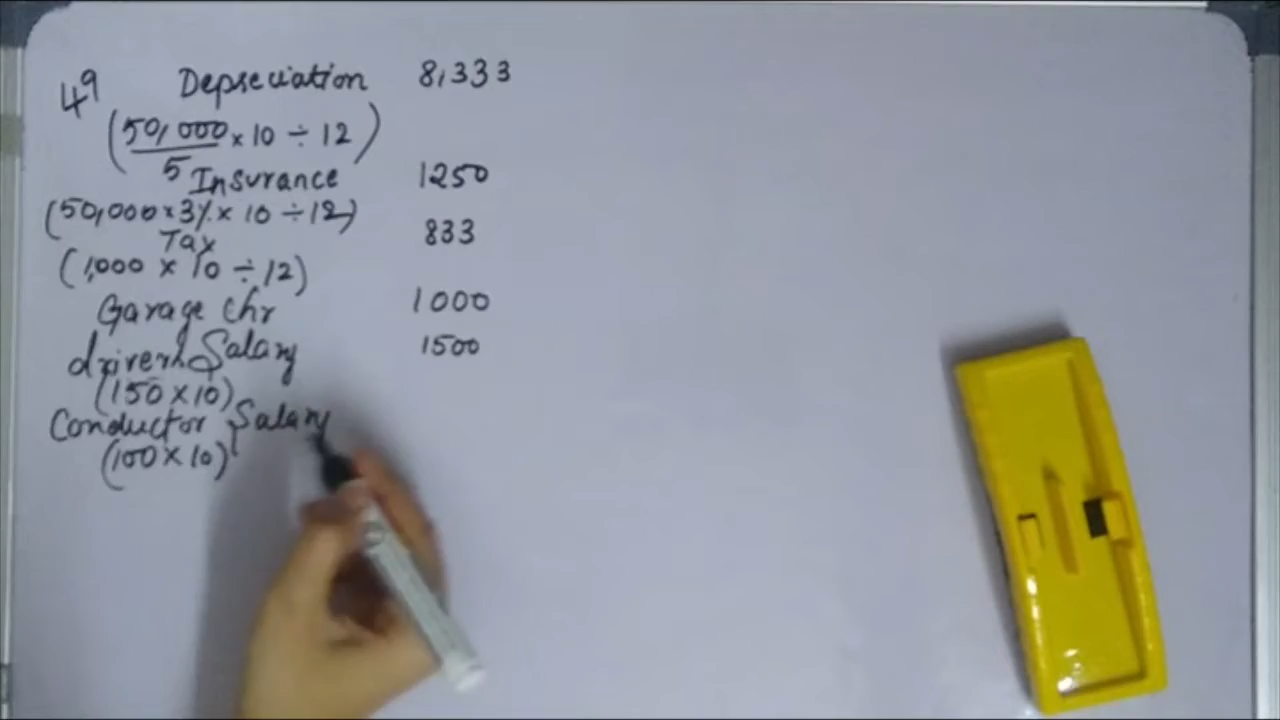 49 Depreciation 8,333
(50,000/5 × 10 ÷ 12)
Insurance 1250
(50,000 × 3% × 10 ÷ 12)
Tax 833
(1,000 × 10 ÷ 12)
Garage chr 1000
drivers Salary 1500
(150 × 10)
Conductor Salary
(100 × 10)